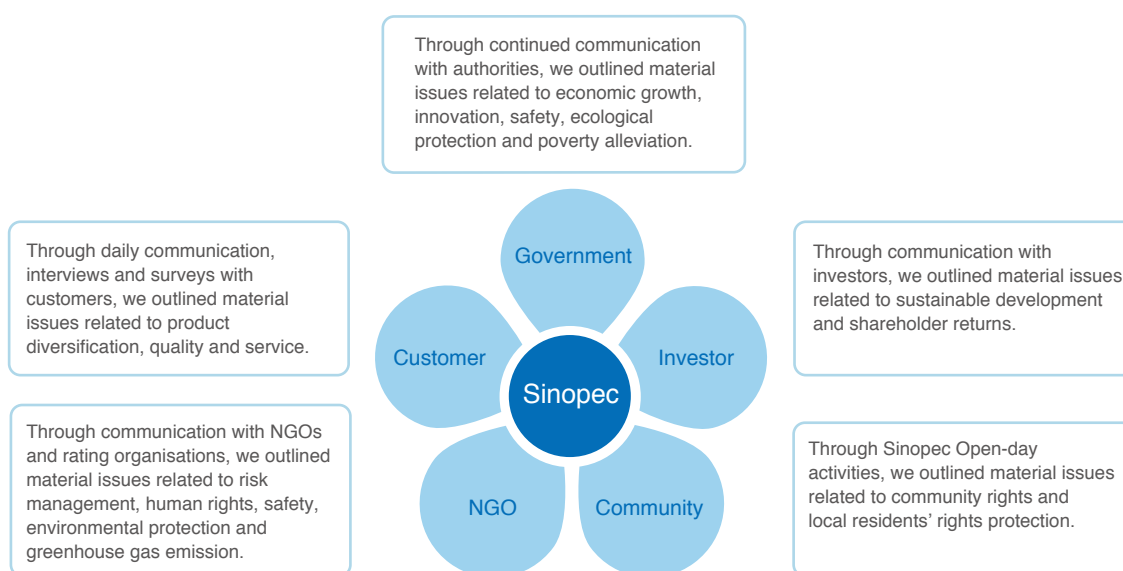 Through continued communication
with authorities, we outlined material
issues related to economic growth,
innovation, safety, ecological
protection and poverty alleviation.
Through daily communication,
interviews and surveys with
customers, we outlined material
issues related to product
diversification, quality and service.
Government
Through communication with
investors, we outlined material issues
related to sustainable development
and shareholder returns.
Customer
Investor
Sinopec
Through communication with NGOs
and rating organisations, we outlined
material issues related to risk
management, human rights, safety,
environmental protection and
greenhouse gas emission.
NGO
Community
Through Sinopec Open-day
activities, we outlined material issues
related to community rights and
local residents’ rights protection.